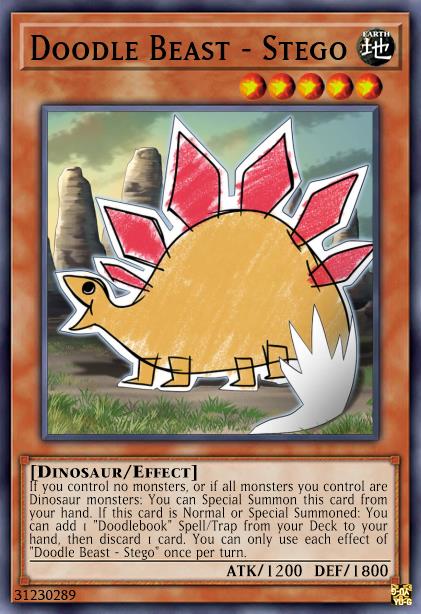 Doodle Beast - Stego
EARTH
地
[Dinosaur/Effect]
If you control no monsters, or if all monsters you control are
Dinosaur monsters: You can Special Summon this card from
your hand. If this card is Normal or Special Summoned: You
can add 1 "Doodlebook" Spell/Trap from your Deck to your
hand, then discard 1 card. You can only use each effect of
"Doodle Beast - Stego" once per turn.
ATK/1200 DEF/1800
31230289